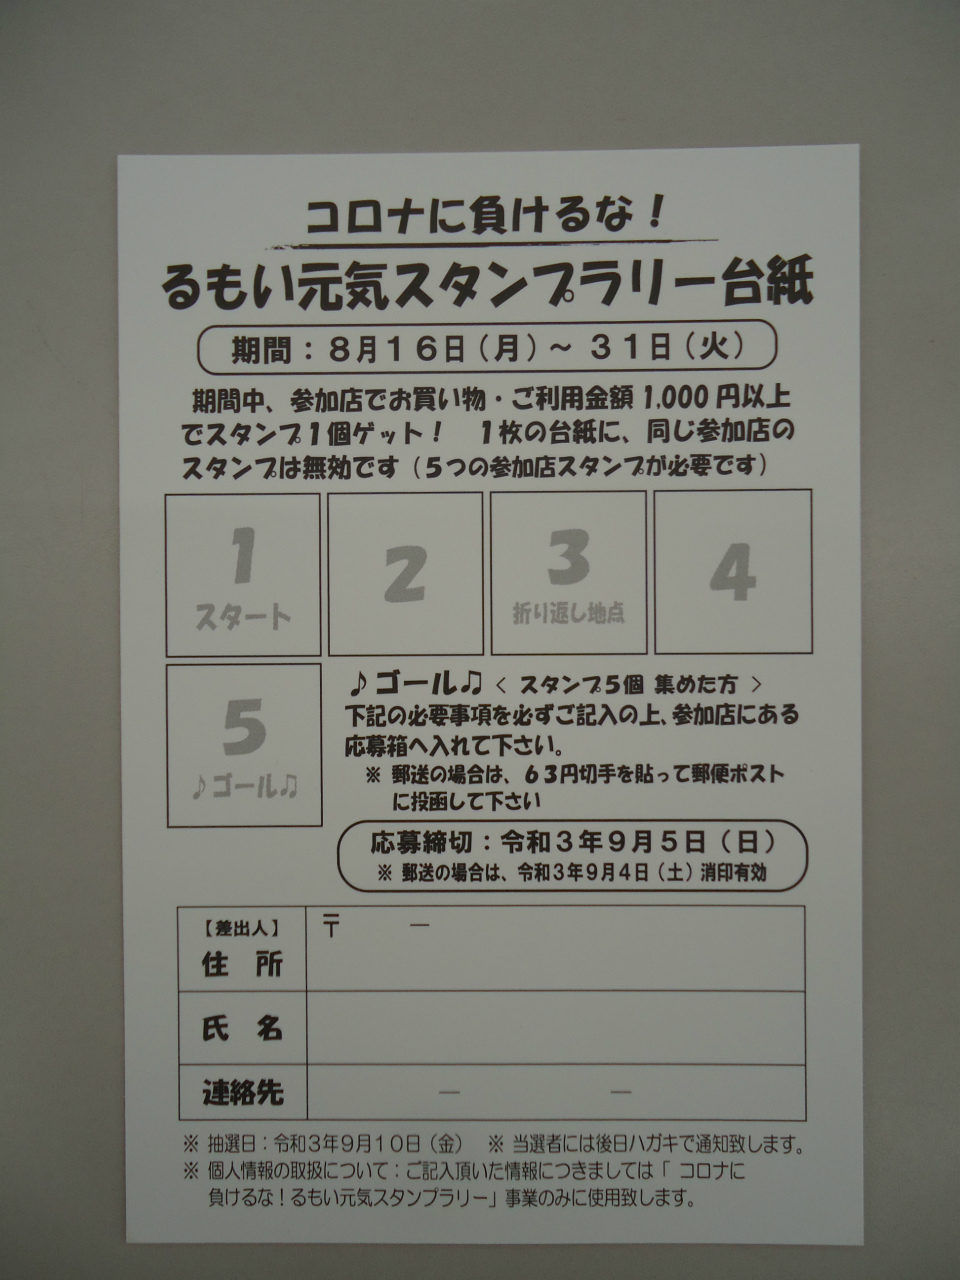 コロナに負けるな！
るもい元気スタンプラリー台紙
期間：８月１６日（月）～ ３１日（火）
期間中、参加店でお買い物・ご利用金額 1,000 円以上
でスタンプ１個ゲット！ １枚の台紙に、同じ参加店の
スタンプは無効です（５つの参加店スタンプが必要です）
1
スタート
2
3
折り返し地点
4
5
♪ゴール♫
♪ゴール♫ ＜ スタンプ５個 集めた方 ＞
下記の必要事項を必ずご記入の上、参加店にある
応募箱へ入れて下さい。
※ 郵送の場合は、６３円切手を貼って郵便ポスト
に投函して下さい
応募締切：令和３年９月５日（日）
※ 郵送の場合は、令和３年９月４日（土）消印有効
【差出人】
住 所
〒 －
氏 名
連絡先
－ －
※ 抽選日：令和３年９月１０日（金） ※ 当選者には後日ハガキで通知致します。
※ 個人情報の取扱について：ご記入頂いた情報につきましては「 コロナに
負けるな！るもい元気スタンプラリー」事業のみに使用致します。